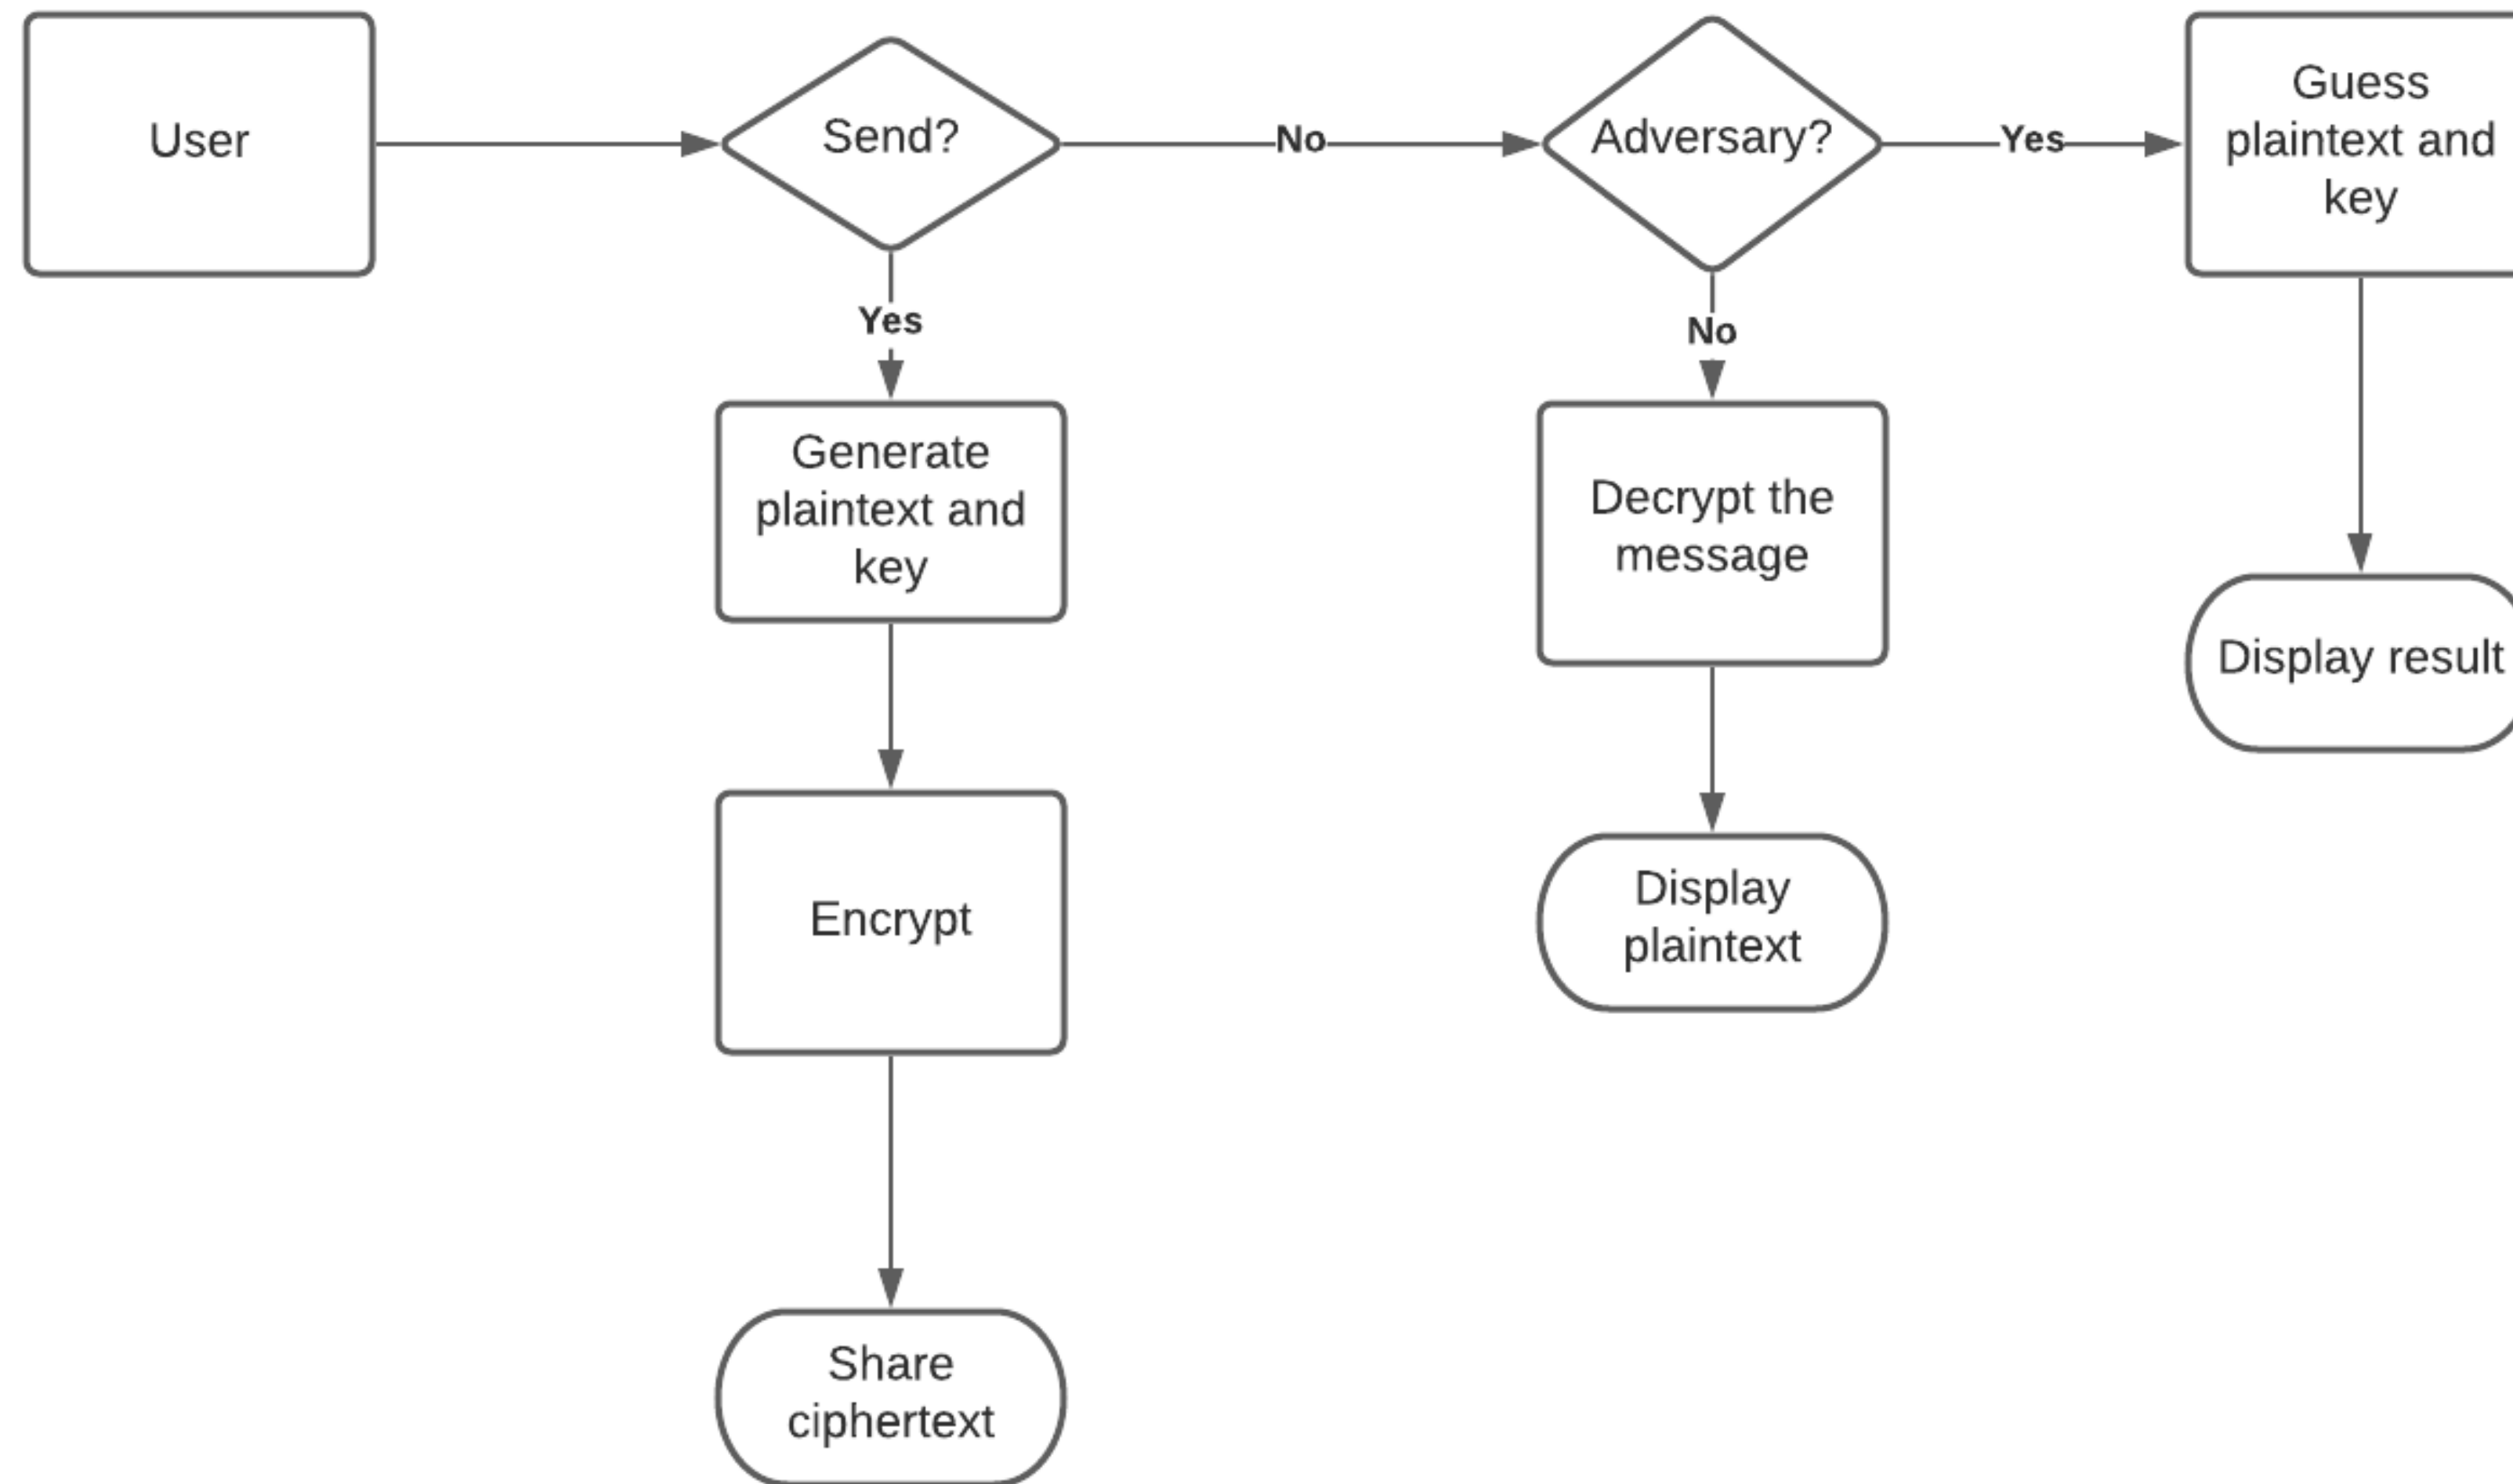 User
Send?
No
Adversary?
Yes
Guess
plaintext and
key
Yes
No
Generate
plaintext and
key
Decrypt the
message
Display result
Encrypt
Display
plaintext
Share
ciphertext